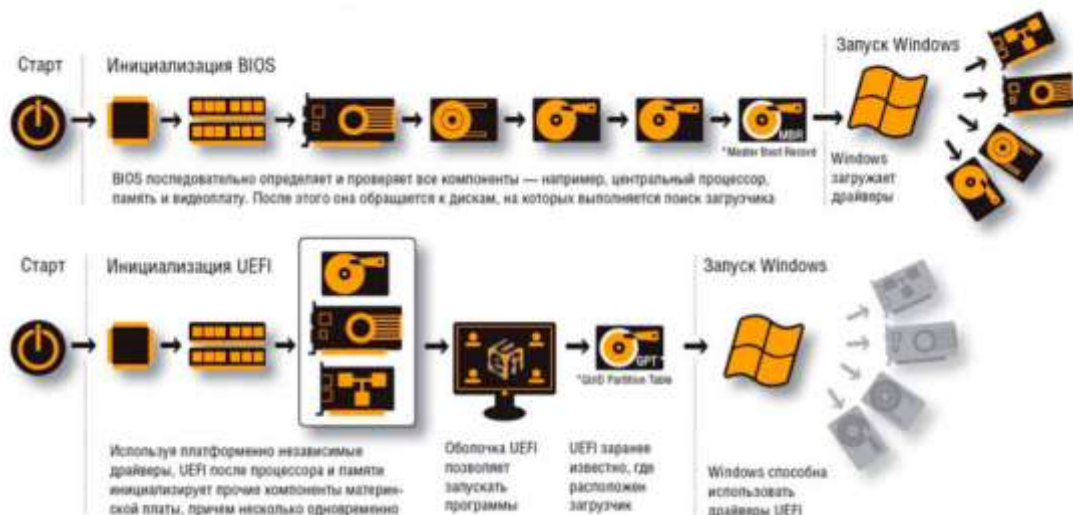 Старт
Инициализация BIOS
Запуск Windows
MBR
*Master Boot Record
BIOS последовательно определяет и проверяет все компоненты — например, центральный процессор,
память и видеоплату. После этого она обращается к дискам, на которых выполняется поиск загрузчика
Windows
загружает
драйверы
Старт
Инициализация UEFI
Запуск Windows
GPT *
*GUID Partition Table
Используя платформенно независимые
драйверы, UEFI после процессора и памяти
инициализирует прочие компоненты материн-
ской платы, причем несколько одновременно
Оболочка UEFI
позволяет
запускать
программы
UEFI заранее
известно, где
расположен
загрузчик
Windows способна
использовать
драйверы UEFI